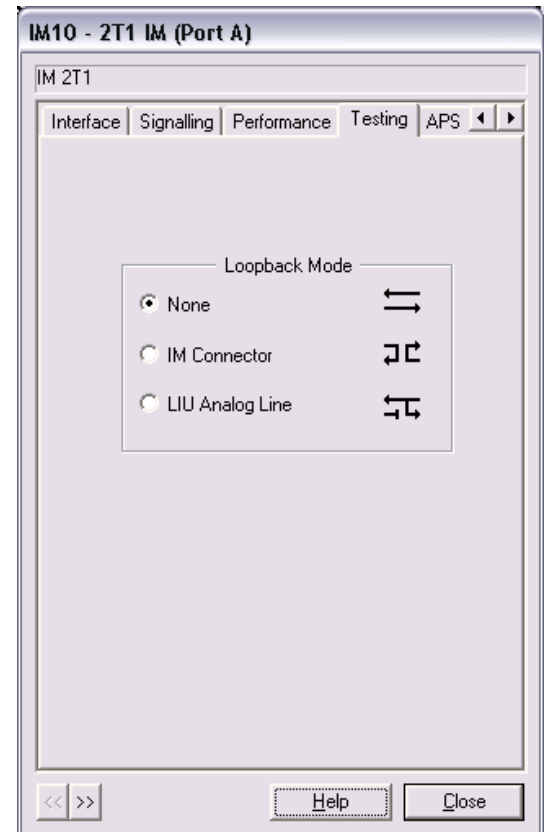 IM10 - 2T1 IM (Port A)
IM 2T1
Interface Signalling Performance Testing APS
Loopback Mode
None
IM Connector
LIU Analog Line
<< >> Help Close